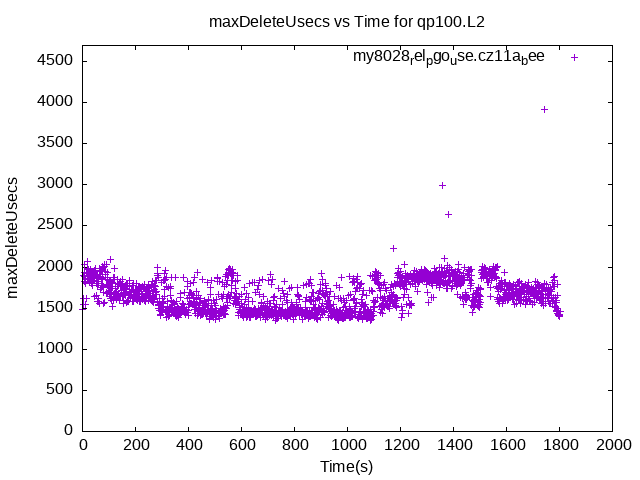 maxDeleteUsecs vs Time for qp100.L2
my8028relpgouse.cz11abee
4500
4000
3500
3000
2500
2000
1500
1000
500
0
maxDeleteUsecs
0 200 400 600 800 1000 1200 1400 1600 1800 2000
Time(s)